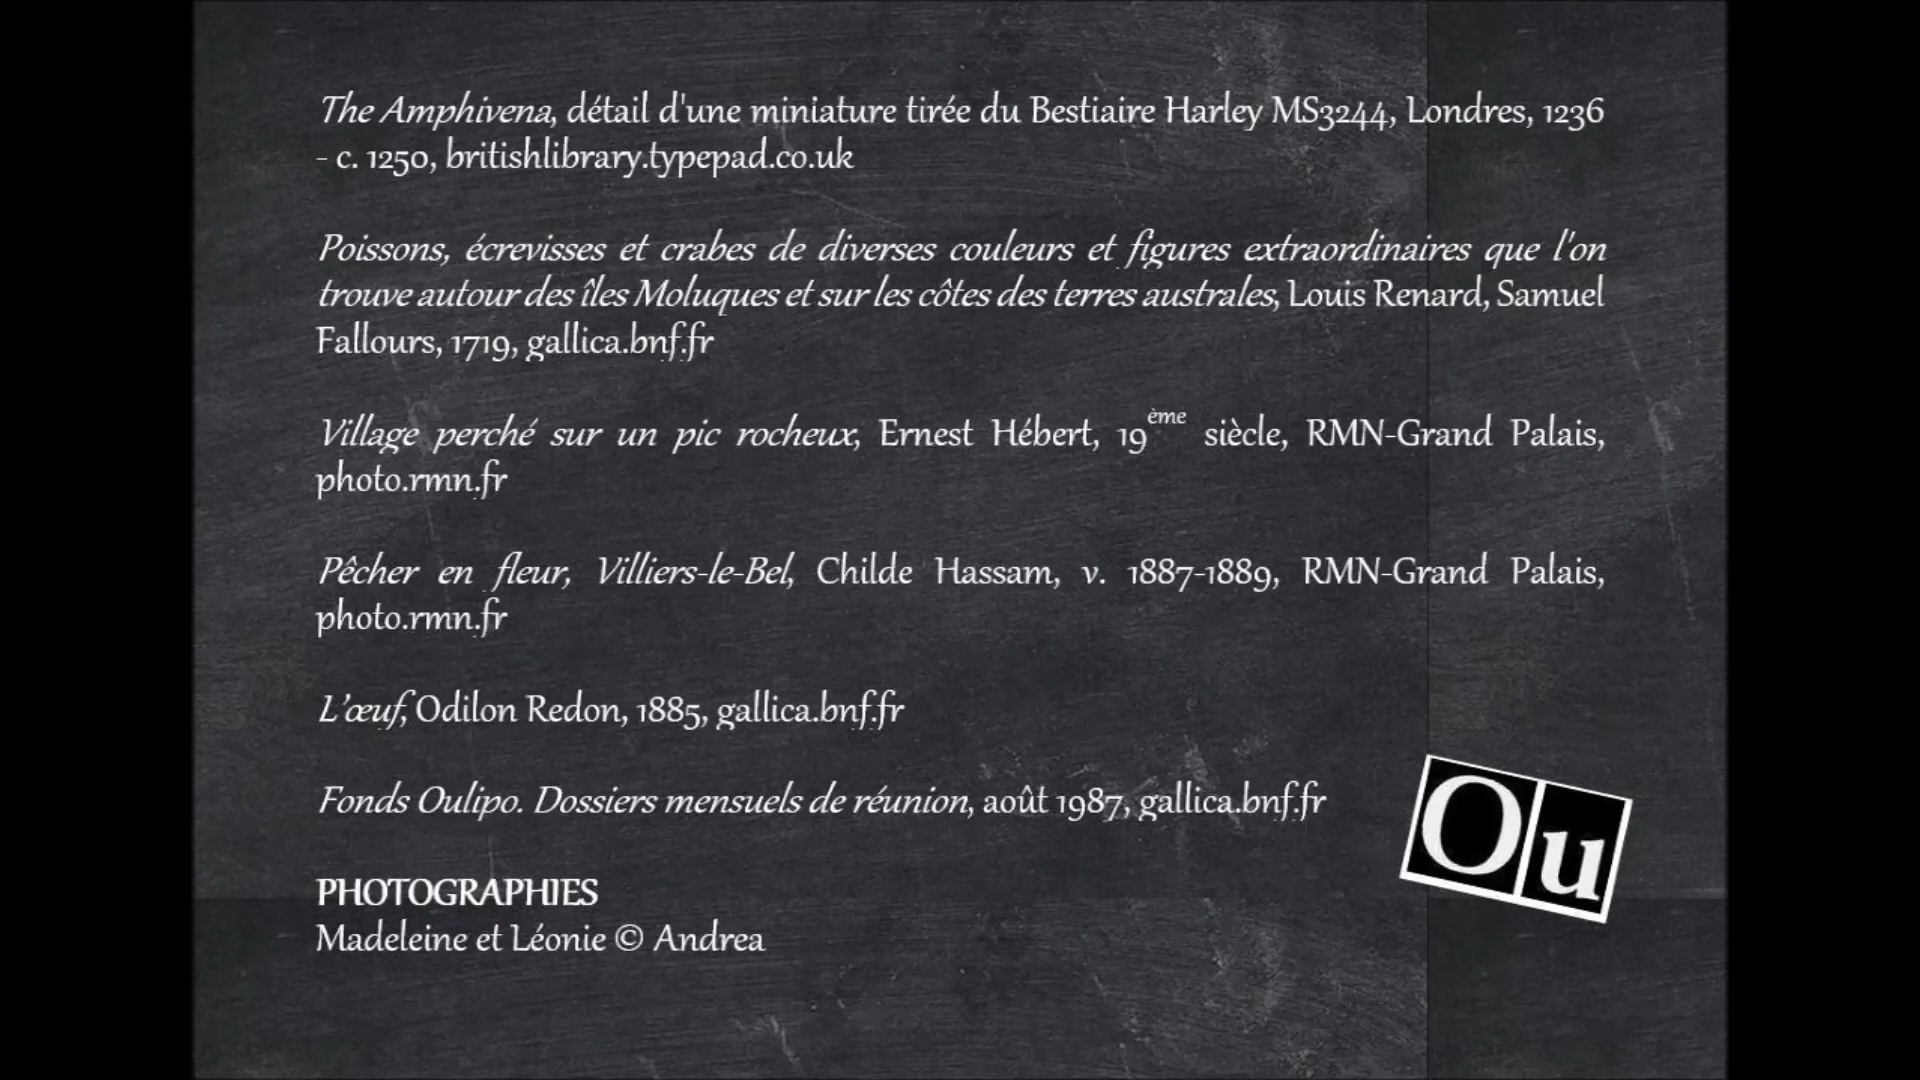 The Amphivena, détail d'une miniature tirée du Bestiaire Harley MS3244, Londres, 1236
- c. 1250, britishlibrary.typepad.co.uk
Poissons, écrevisses et crabes de diverses couleurs et figures extraordinaires que l'on
trouve autour des îles Moluques et sur les côtes des terres australes, Louis Renard, Samuel
Fallours, 1719, gallica.bnf.fr
Village perché sur un pic rocheux, Ernest Hébert, 19ème siècle, RMN-Grand Palais,
photo.rmn.fr
Pêcher en fleur, Villiers-le-Bel, Childe Hassam, v. 1887-1889, RMN-Grand Palais,
photo.rmn.fr
L’œuf, Odilon Redon, 1885, gallica.bnf.fr
Fonds Oulipo. Dossiers mensuels de réunion, août 1987, gallica.bnf.fr
Ou
PHOTOGRAPHIES
Madeleine et Léonie © Andrea